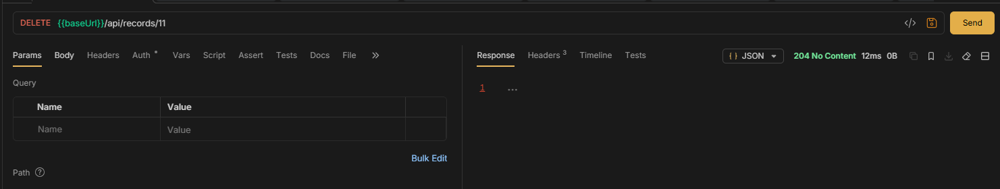 DELETE {{baseUrl}}/api/records/11 </> Send
Params Body Headers Auth Vars Script Assert Tests Docs File »
Response Headers 3 Timeline Tests { } JSON 204 No Content 12ms 0B
Query
Name Value
Name Value
Bulk Edit
Path ?
1 ...